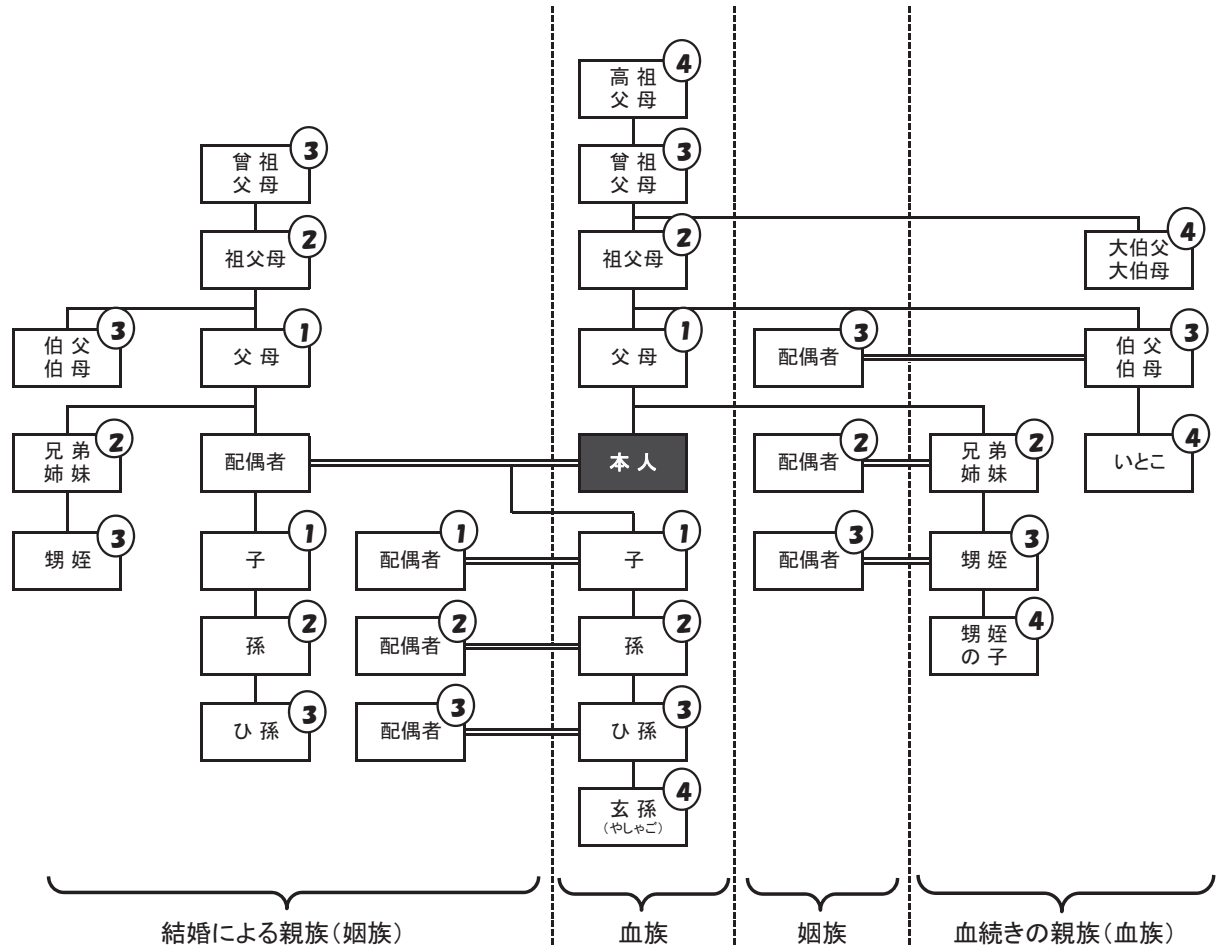 4
高祖
父母
3
曾祖
父母
3
曾祖
父母
2
祖父母
2
祖父母
4
大伯父
大伯母
3
伯父
伯母
1
父母
1
父母
3
配偶者
3
伯父
伯母
2
兄弟
姉妹
配偶者
本人
2
配偶者
2
兄弟
姉妹
4
いとこ
3
甥姪
1
子
1
配偶者
1
子
3
配偶者
3
甥姪
2
孫
2
配偶者
2
孫
4
甥姪
の子
3
ひ孫
3
配偶者
3
ひ孫
4
玄孫
(やしゃご)
結婚による親族(姻族)
血族
姻族
血続きの親族(血族)